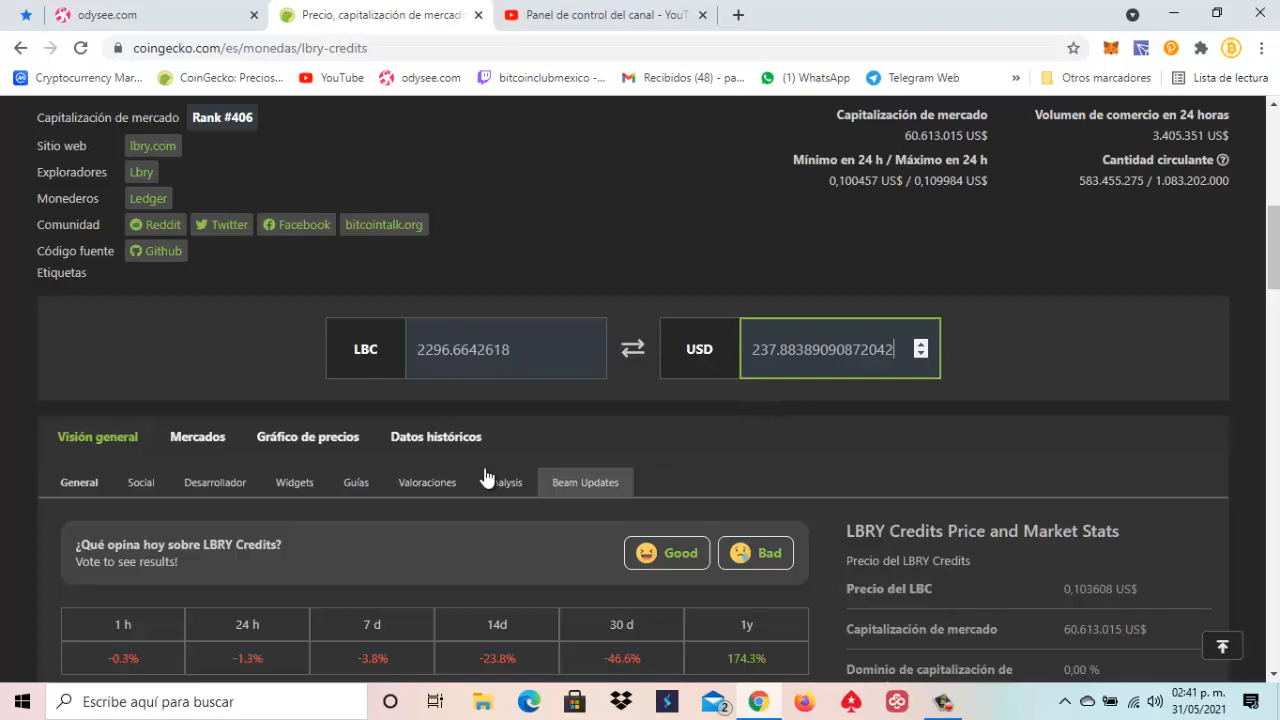 odysee.com
Precio, capitalización de mercado
Panel de control del canal - YouT
coingecko.com/es/monedas/lbry-credits
Cryptocurrency Mar...
CoinGecko: Precios...
YouTube
odysee.com
bitcoinclubmexico -...
Recibidos (48) - pa...
(1) WhatsApp
Telegram Web
»
Otros marcadores
Lista de lectura
Capitalización de mercado
Rank #406
Sitio web
lbry.com
Exploradores
Lbry
Monederos
Ledger
Comunidad
Reddit
Twitter
Facebook
bitcointalk.org
Código fuente
Github
Etiquetas
Capitalización de mercado
60.613.015 US$
Volumen de comercio en 24 horas
3.405.351 US$
Mínimo en 24 h / Máximo en 24 h
0,100457 US$ / 0,109984 US$
Cantidad circulante
583.455.275 / 1.083.202.000
LBC
2296.6642618
USD
237.88389090872042
Visión general
Mercados
Gráfico de precios
Datos históricos
General
Social
Desarrollador
Widgets
Guías
Valoraciones
Beam Updates
¿Qué opina hoy sobre LBRY Credits?
Vote to see results!
Good
Bad
1 h
24 h
7 d
14d
30 d
1y
-0.3%
-1.3%
-3.8%
-23.8%
-46.6%
174.3%
LBRY Credits Price and Market Stats
Precio del LBRY Credits
Precio del LBC
0,103608 US$
Capitalización de mercado
60.613.015 US$
Dominio de capitalización de
0,00 %
Escribe aquí para buscar
2
02:41 p. m.
31/05/2021